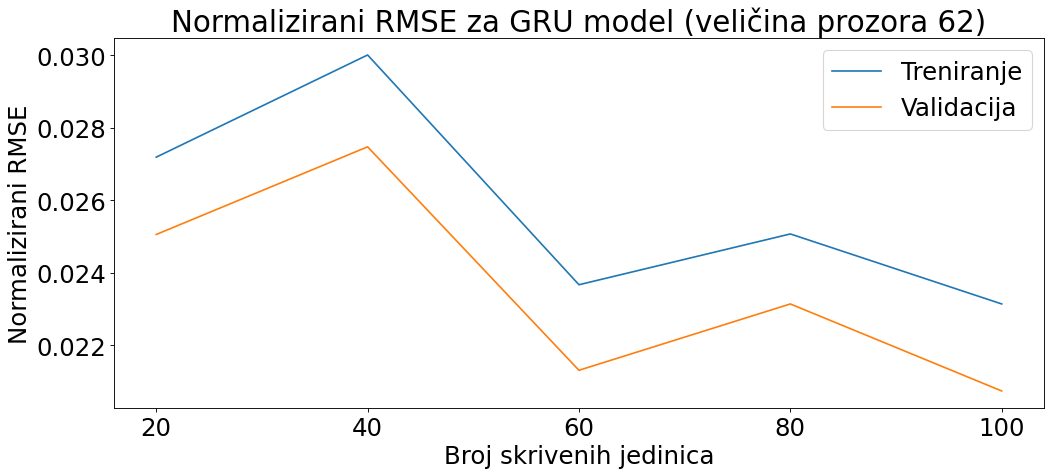 Normalizirani RMSE za GRU model (veličina prozora 62)
Treniranje
Validacija
Normalizirani RMSE
0.030
0.028
0.026
0.024
0.022
20 40 60 80 100
Broj skrivenih jedinica